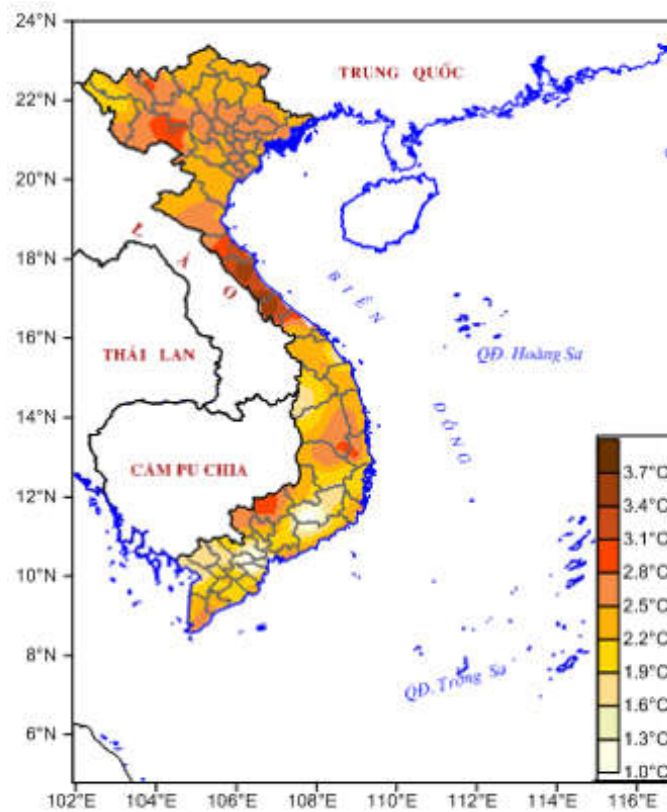 24°N
22°N
20°N
18°N
16°N
14°N
12°N
10°N
8°N
6°N
TRUNG QUỐC
LÀO
BIỂN
THÁI LAN
QĐ. Hoàng Sa
ĐÔNG
CĂM PU CHIA
QĐ. Trường Sa
3.7°C
3.4°C
3.1°C
2.8°C
2.5°C
2.2°C
1.9°C
1.6°C
1.3°C
1.0°C
102°E 104°E 106°E 108°E 110°E 112°E 114°E 116°E